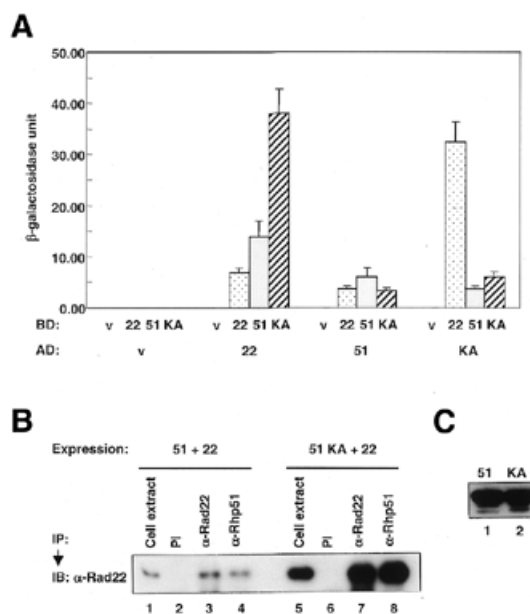 A
50.00
40.00
30.00
20.00
10.00
0.00
β-galactosidase unit
BD: v 22 51 KA v 22 51 KA v 22 51 KA v 22 51 KA
AD: v 22 51 KA
B
Expression: 51 + 22 51 KA + 22
IP: Cell extract PI α-Rad22 α-Rhp51 Cell extract PI α-Rad22 α-Rhp51
IB: α-Rad22
1 2 3 4 5 6 7 8
C
51 KA
1 2